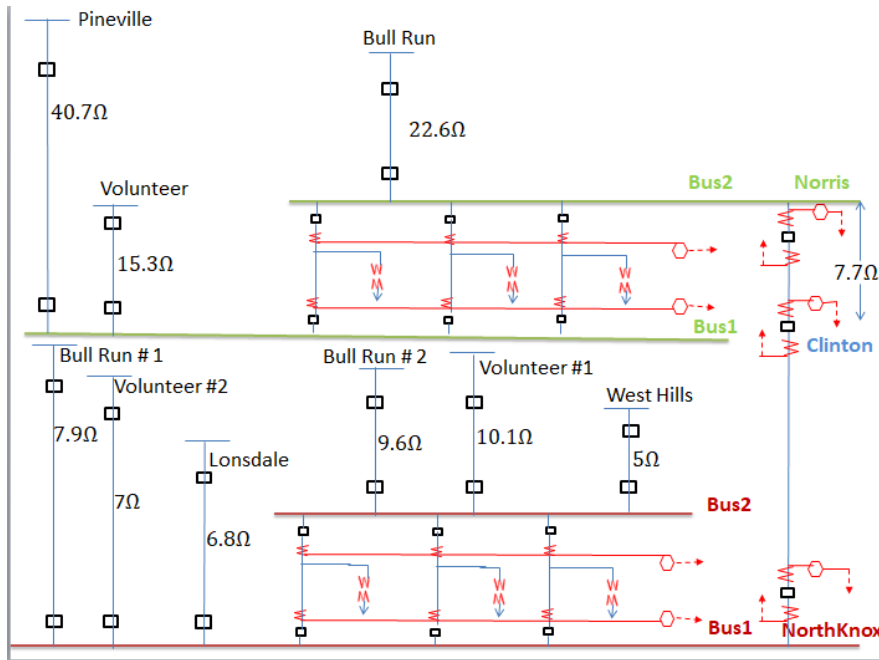 Pineville
Bull Run
40.7Ω
22.6Ω
Volunteer
Bus2
Norris
15.3Ω
7.7Ω
Bus1
Clinton
Bull Run # 1
Bull Run # 2
Volunteer #1
Volunteer #2
West Hills
7.9Ω
9.6Ω
10.1Ω
5Ω
Lonsdale
7Ω
Bus2
6.8Ω
Bus1
NorthKnox